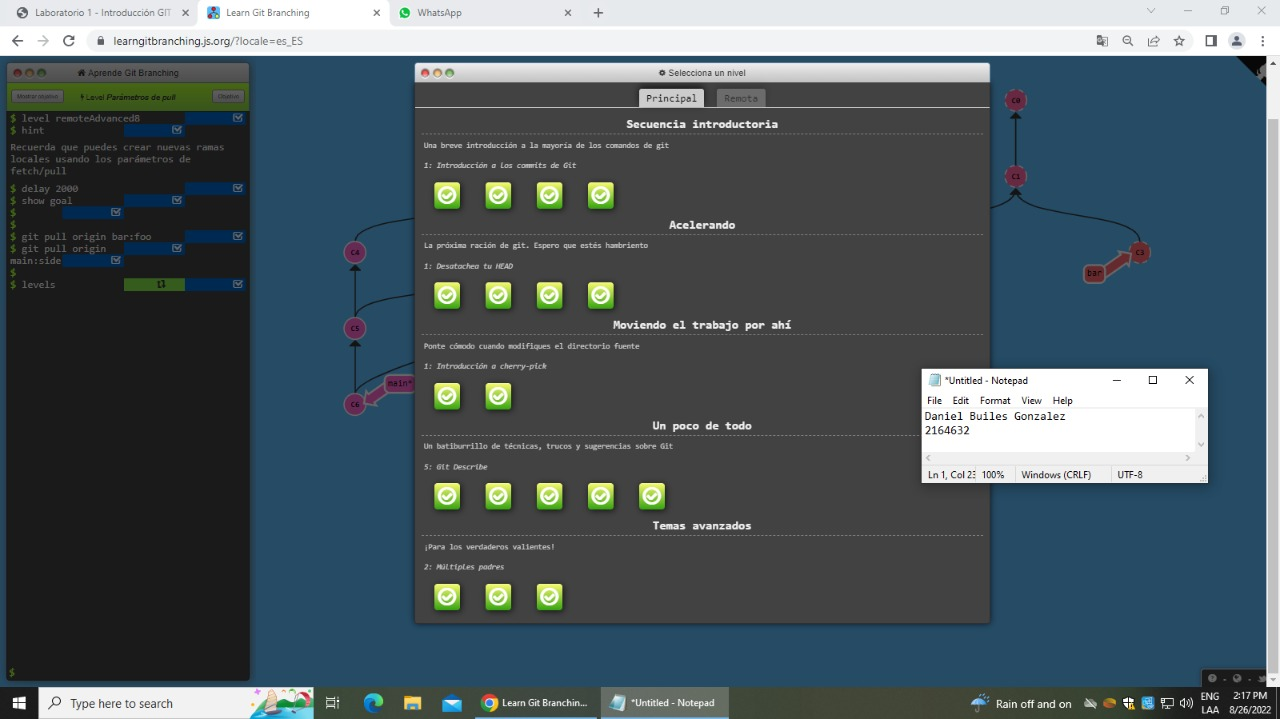 Laboratorio 1 - Introducción GIT
Learn Git Branching
WhatsApp
learngitbranching.js.org/?locale=es_ES
Aprende Git Branching
Mostrar objetivo
Level Parámetros de pull
Objetivo
$ level remoteAdvanced8
$ hint
Recuerda que puedes crear nuevas ramas
locales usando los parámetros de
fetch/pull
$ delay 2000
$ show goal
$
$
$ git pull origin bar:foo
$ git pull origin
main:side
$
$ levels
$
Selecciona un nivel
Principal
Remota
Secuencia introductoria
Una breve introducción a la mayoría de los comandos de git
1: Introducción a los commits de Git
Acelerando
La próxima ración de git. Espero que estés hambriento
1: Desatachea tu HEAD
Moviendo el trabajo por ahí
Ponte cómodo cuando modifiques el directorio fuente
1: Introducción a cherry-pick
Un poco de todo
Un batiburrillo de técnicas, trucos y sugerencias sobre Git
5: Git Describe
Temas avanzados
¡Para los verdaderos valientes!
2: Múltiples padres
C4
C5
main*
C6
C0
C1
C3
bar
*Untitled - Notepad
File Edit Format View Help
Daniel Builes Gonzalez
2164632
Ln 1, Col 23 100% Windows (CRLF) UTF-8
Type here to search
Learn Git Branchin...
*Untitled - Notepad
Rain off and on
ENG
LAA
2:17 PM
8/26/2022